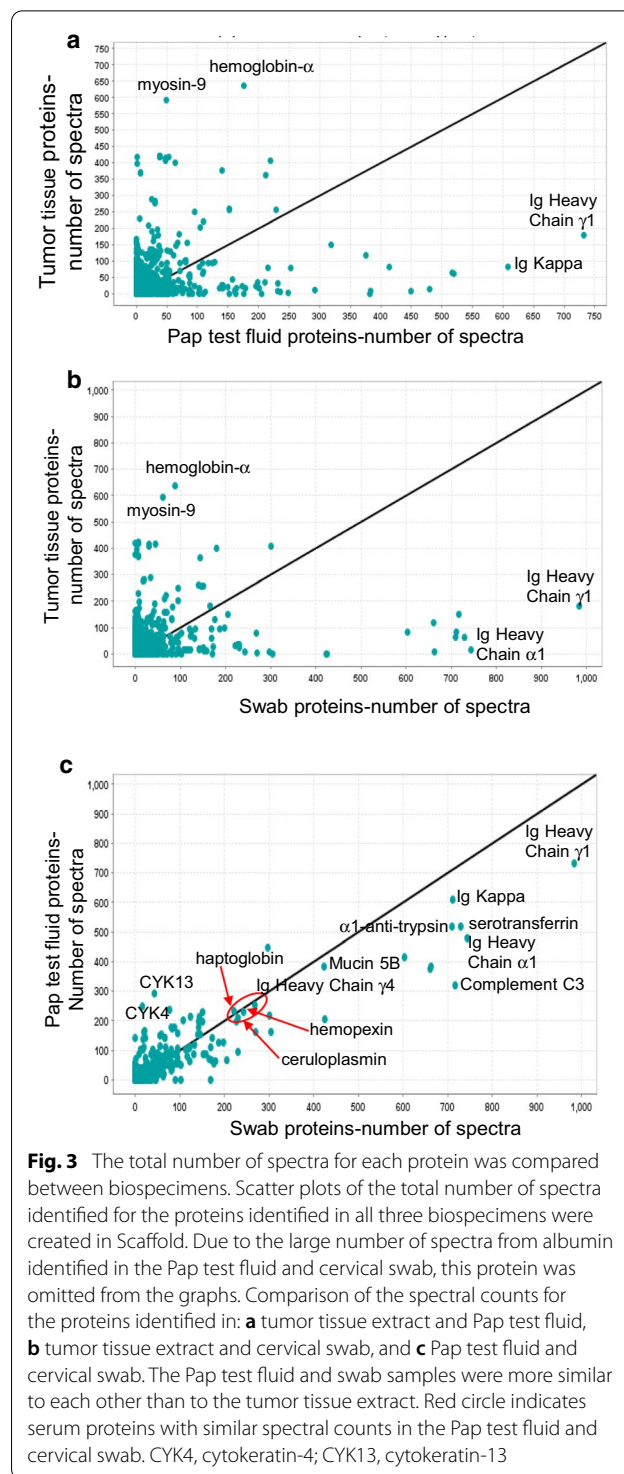 a
hemoglobin-α
myosin-9
Ig Heavy
Chain γ1
Ig Kappa
Tumor tissue proteins-
number of spectra
750
700
650
600
550
500
450
400
350
300
250
200
150
100
50
0
0 50 100 150 200 250 300 350 400 450 500 550 600 650 700 750
Pap test fluid proteins-number of spectra
b
hemoglobin-α
myosin-9
Ig Heavy
Chain γ1
Ig Heavy
Chain α1
Tumor tissue proteins-
number of spectra
1,000
900
800
700
600
500
400
300
200
100
0
0 100 200 300 400 500 600 700 800 900 1,000
Swab proteins-number of spectra
c
Ig Heavy
Chain γ1
Ig Kappa
α1-anti-trypsin
serotransferrin
Ig Heavy
Chain α1
Mucin 5B
haptoglobin
Ig Heavy Chain γ4
Complement C3
CYK13
CYK4
hemopexin
ceruloplasmin
Pap test fluid proteins-
Number of spectra
1,000
900
800
700
600
500
400
300
200
100
0
0 100 200 300 400 500 600 700 800 900 1,000
Swab proteins-number of spectra
Fig. 3 The total number of spectra for each protein was compared
between biospecimens. Scatter plots of the total number of spectra
identified for the proteins identified in all three biospecimens were
created in Scaffold. Due to the large number of spectra from albumin
identified in the Pap test fluid and cervical swab, this protein was
omitted from the graphs. Comparison of the spectral counts for
the proteins identified in: a tumor tissue extract and Pap test fluid,
b tumor tissue extract and cervical swab, and c Pap test fluid and
cervical swab. The Pap test fluid and swab samples were more similar
to each other than to the tumor tissue extract. Red circle indicates
serum proteins with similar spectral counts in the Pap test fluid and
cervical swab. CYK4, cytokeratin-4; CYK13, cytokeratin-13